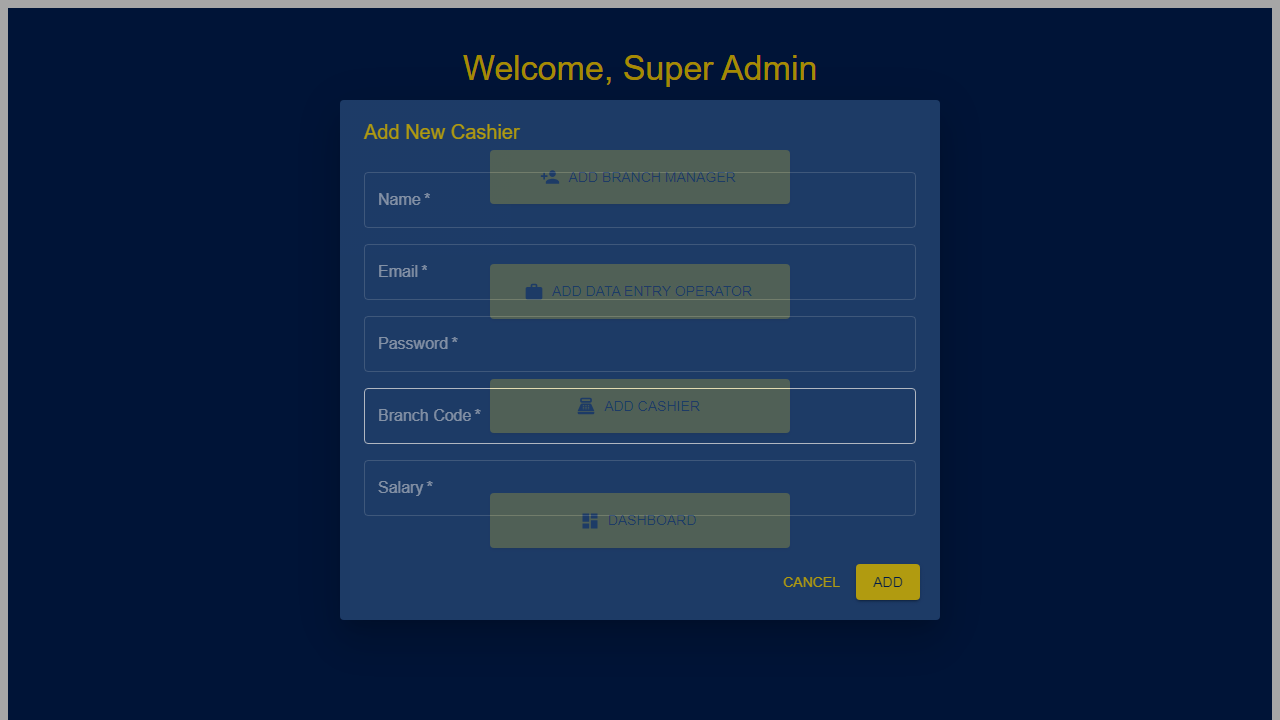 Welcome, Super Admin
Add New Cashier
ADD BRANCH MANAGER
Name *
Email *
ADD DATA ENTRY OPERATOR
Password *
ADD CASHIER
Branch Code *
Salary *
DASHBOARD
CANCEL
ADD